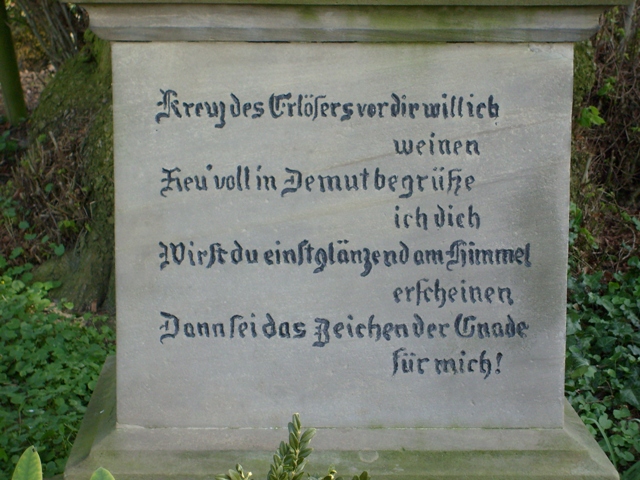 Kreuz des Erlösers vor dir will ich
weinen
Reu'voll in Demut begrüße
ich dich
Wirst du einst glänzend am Himmel
erscheinen
Dann sei das Zeichen der Gnade
für mich!